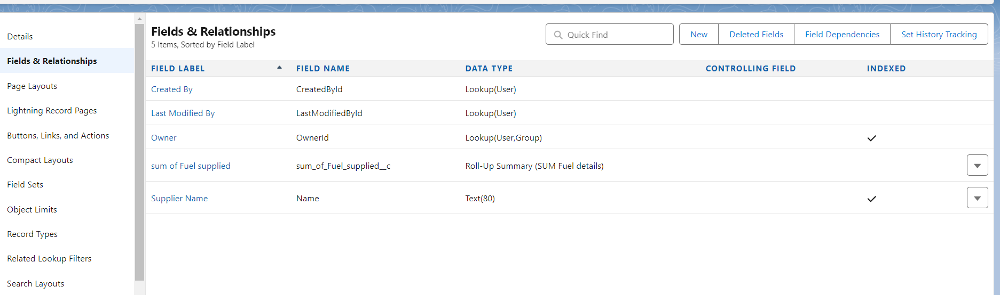 Details
Fields & Relationships
Page Layouts
Lightning Record Pages
Buttons, Links, and Actions
Compact Layouts
Field Sets
Object Limits
Record Types
Related Lookup Filters
Search Layouts
Fields & Relationships
5 Items, Sorted by Field Label
Quick Find
New
Deleted Fields
Field Dependencies
Set History Tracking
FIELD LABEL FIELD NAME DATA TYPE CONTROLLING FIELD INDEXED
Created By CreatedById Lookup(User)
Last Modified By LastModifiedById Lookup(User)
Owner OwnerId Lookup(User,Group)
sum of Fuel supplied sum_of_Fuel_supplied__c Roll-Up Summary (SUM Fuel details)
Supplier Name Name Text(80)